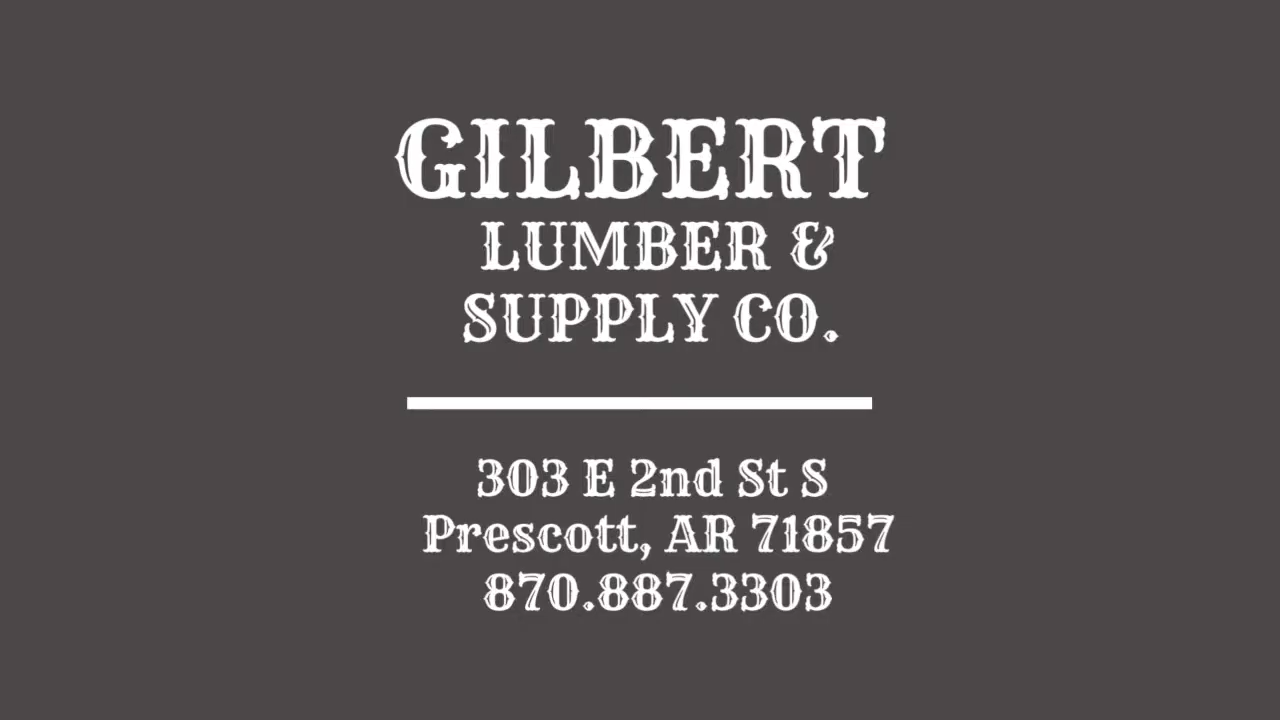 GILBERT
LUMBER &
SUPPLY CO.
303 E 2nd St S
Prescott, AR 71857
870.887.3303